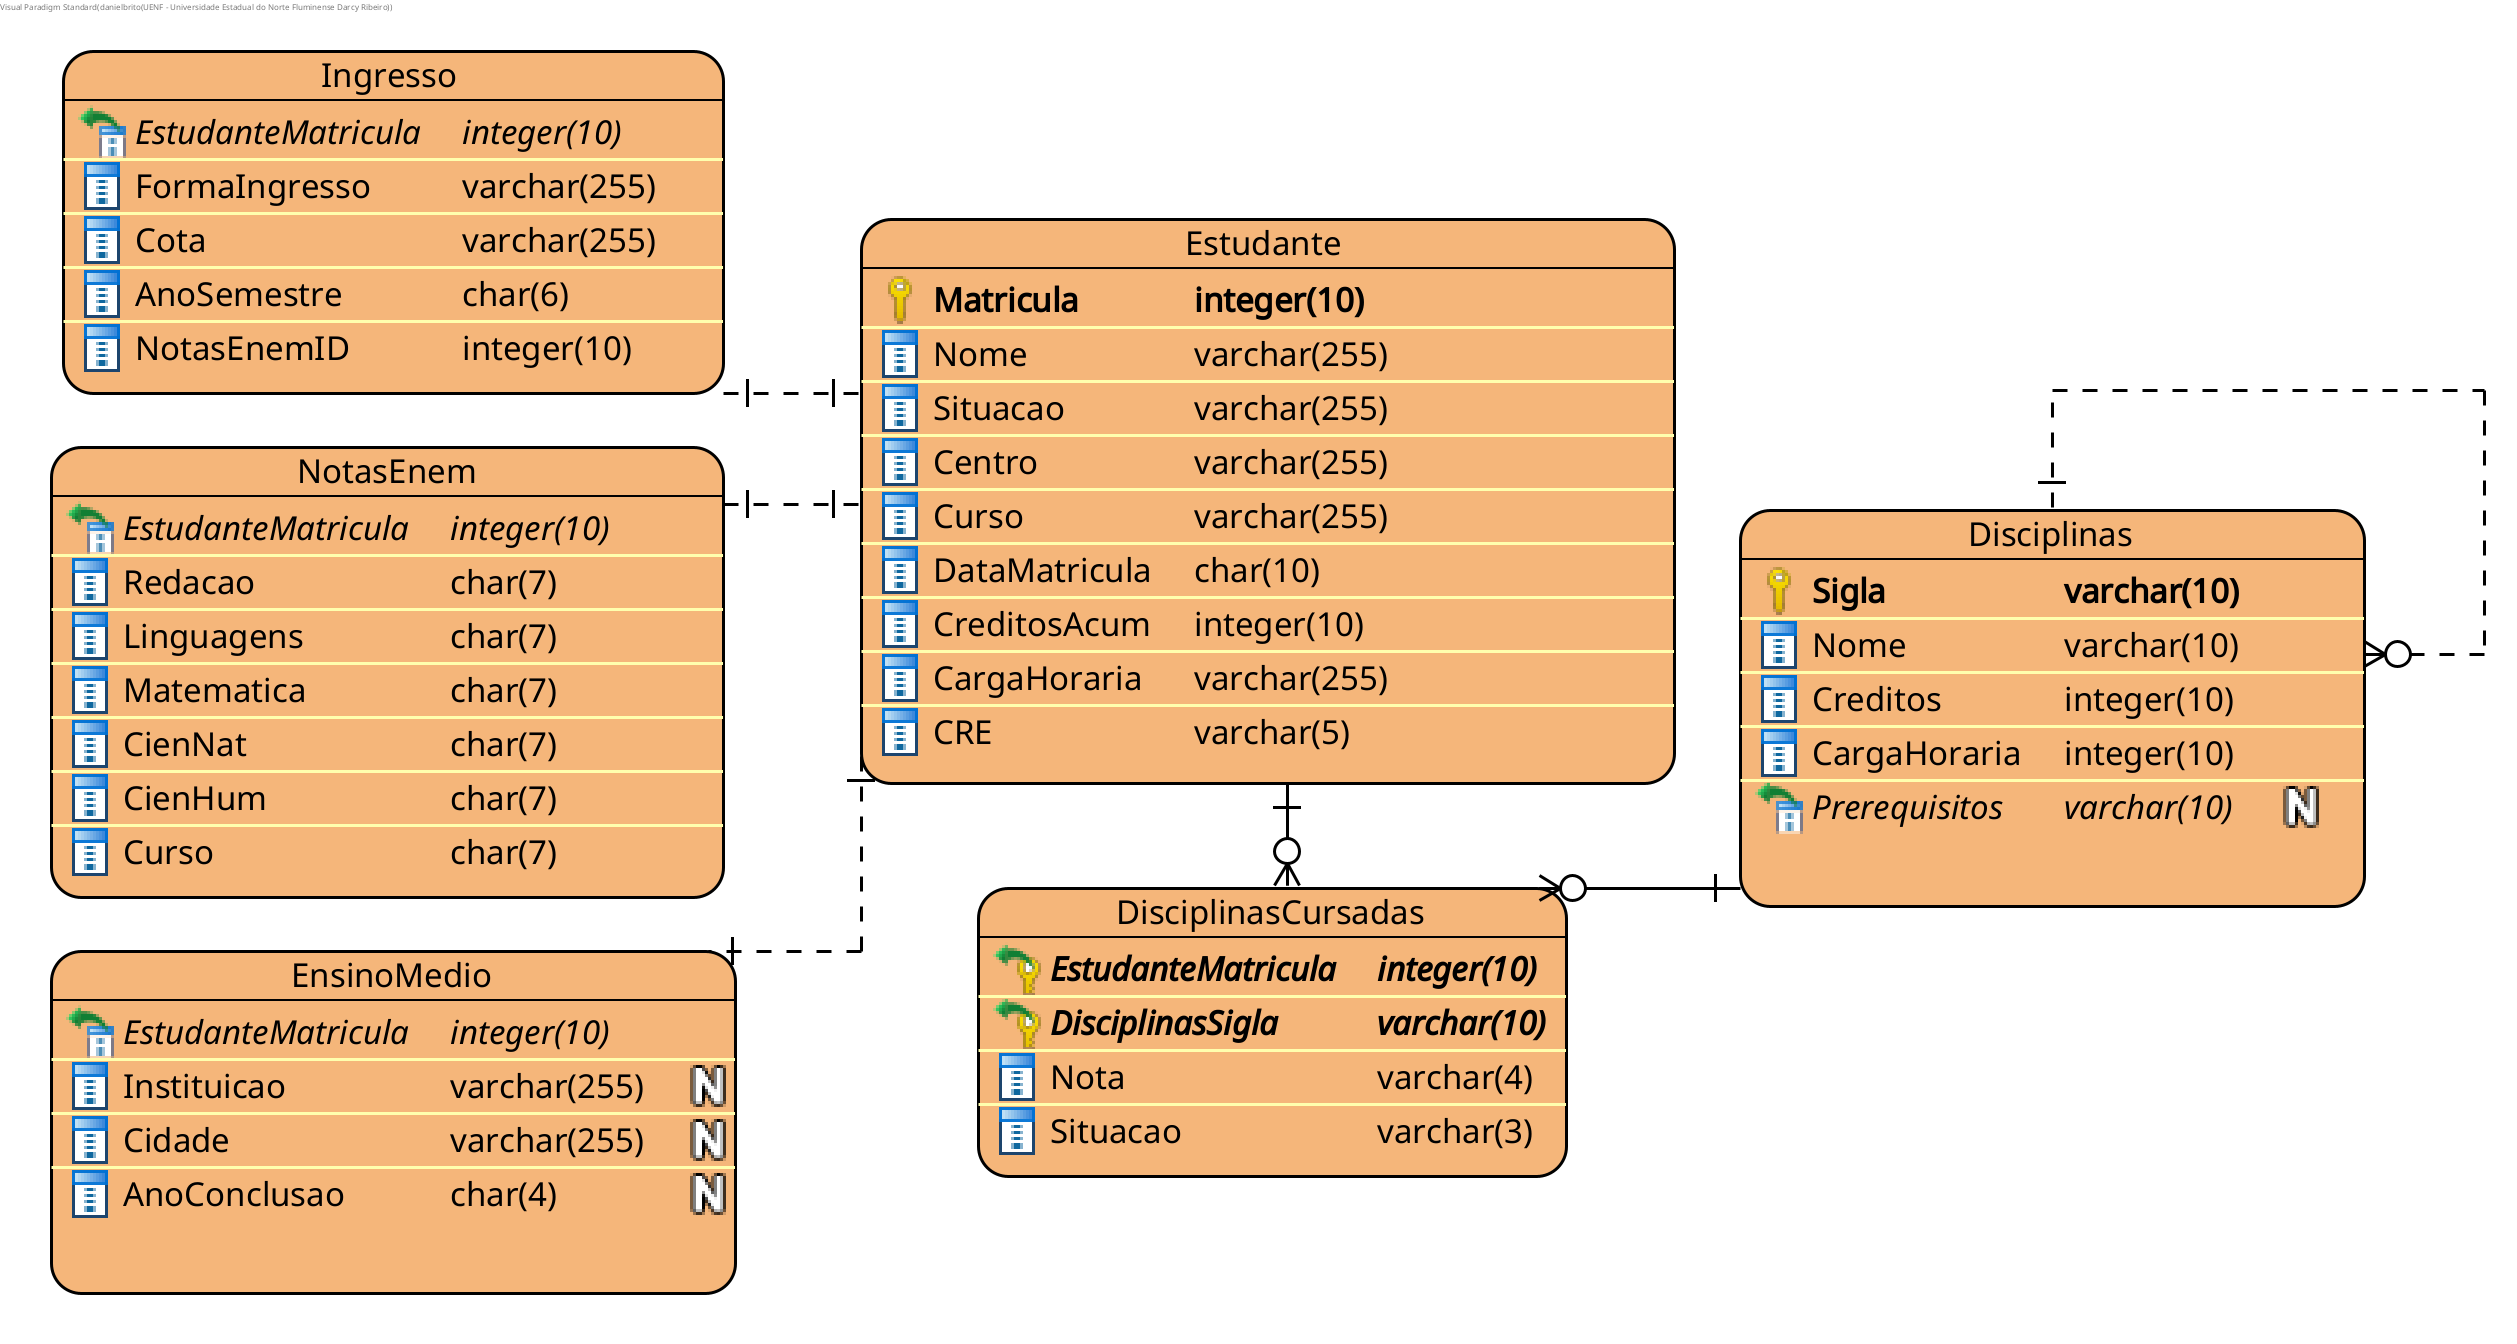 Visual Paradigm Standard(danielbrito(UENF - Universidade Estadual do Norte Fluminense Darcy Ribeiro))
Ingresso
EstudanteMatricula integer(10)
FormaIngresso varchar(255)
Cota varchar(255)
AnoSemestre char(6)
NotasEnemID integer(10)
NotasEnem
EstudanteMatricula integer(10)
Redacao char(7)
Linguagens char(7)
Matematica char(7)
CienNat char(7)
CienHum char(7)
Curso char(7)
EnsinoMedio
EstudanteMatricula integer(10)
Instituicao varchar(255) N
Cidade varchar(255) N
AnoConclusao char(4) N
Estudante
Matricula integer(10)
Nome varchar(255)
Situacao varchar(255)
Centro varchar(255)
Curso varchar(255)
DataMatricula char(10)
CreditosAcum integer(10)
CargaHoraria varchar(255)
CRE varchar(5)
DisciplinasCursadas
EstudanteMatricula integer(10)
DisciplinasSigla varchar(10)
Nota varchar(4)
Situacao varchar(3)
Disciplinas
Sigla varchar(10)
Nome varchar(10)
Creditos integer(10)
CargaHoraria integer(10)
Prerequisitos varchar(10) N